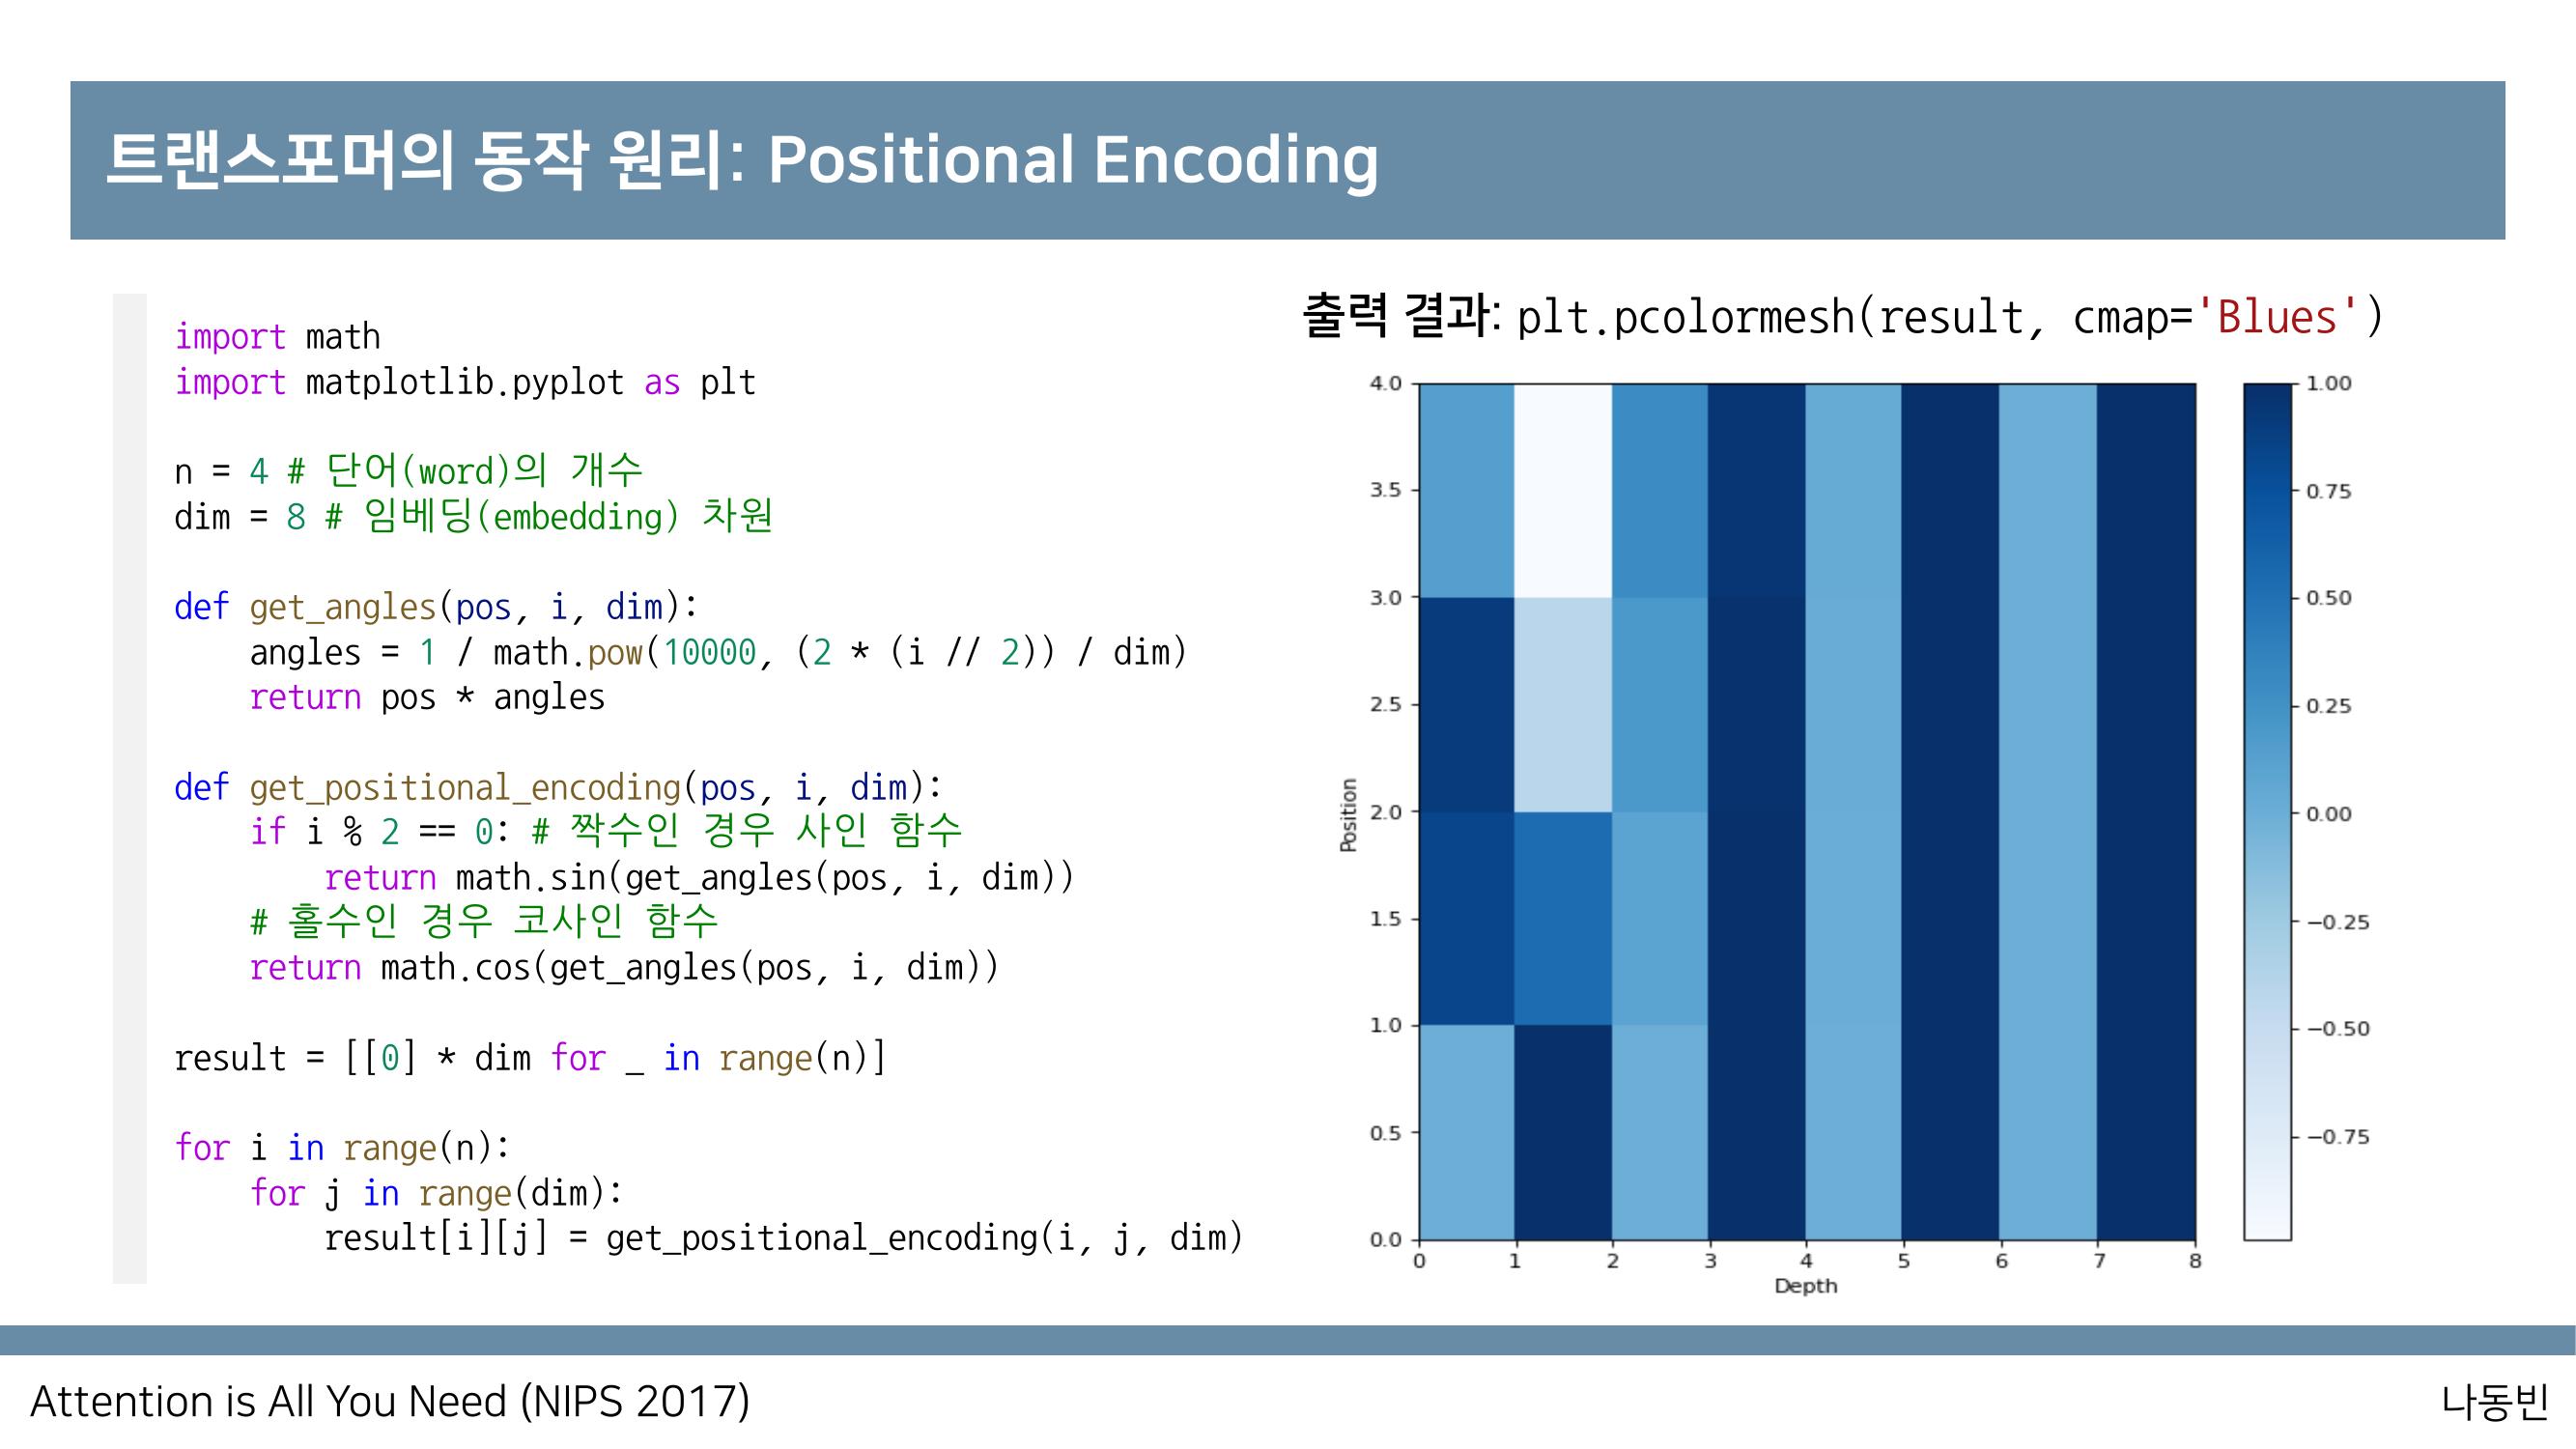 트랜스포머의 동작 원리: Positional Encoding
import math
import matplotlib.pyplot as plt
n = 4 # 단어(word)의 개수
dim = 8 # 임베딩(embedding) 차원
def get_angles(pos, i, dim):
    angles = 1 / math.pow(10000, (2 * (i // 2)) / dim)
    return pos * angles
def get_positional_encoding(pos, i, dim):
    if i % 2 == 0: # 짝수인 경우 사인 함수
        return math.sin(get_angles(pos, i, dim))
    # 홀수인 경우 코사인 함수
    return math.cos(get_angles(pos, i, dim))
result = [[0] * dim for _ in range(n)]
for i in range(n):
    for j in range(dim):
        result[i][j] = get_positional_encoding(i, j, dim)
출력 결과: plt.pcolormesh(result, cmap='Blues')
4.0
3.5
3.0
2.5
2.0
1.5
1.0
0.5
0.0
Position
0 1 2 3 4 5 6 7 8
Depth
1.00
0.75
0.50
0.25
0.00
−0.25
−0.50
−0.75
Attention is All You Need (NIPS 2017)
나동빈